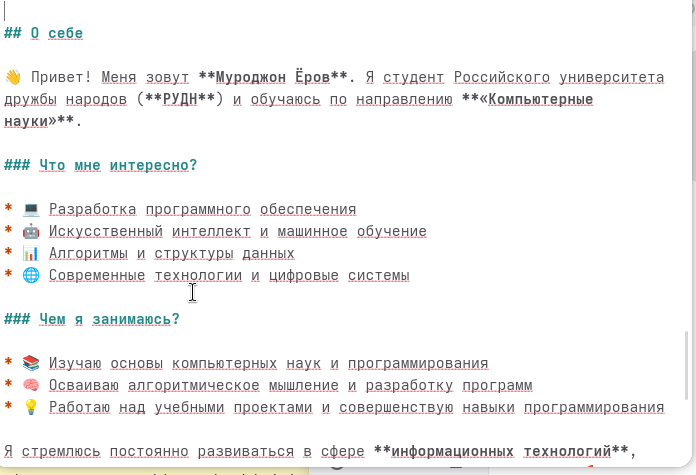 ## О себе
👋 Привет! Меня зовут **Муроджон Ёров**. Я студент Российского университета
дружбы народов (**РУДН**) и обучаюсь по направлению **«Компьютерные
науки»**.
### Что мне интересно?
* 💻 Разработка программного обеспечения
* 🤖 Искусственный интеллект и машинное обучение
* 📊 Алгоритмы и структуры данных
* 🌐 Современные технологии и цифровые системы
### Чем я занимаюсь?
* 📚 Изучаю основы компьютерных наук и программирования
* 🧠 Осваиваю алгоритмическое мышление и разработку программ
* 💡 Работаю над учебными проектами и совершенствую навыки программирования
Я стремлюсь постоянно развиваться в сфере **информационных технологий**,